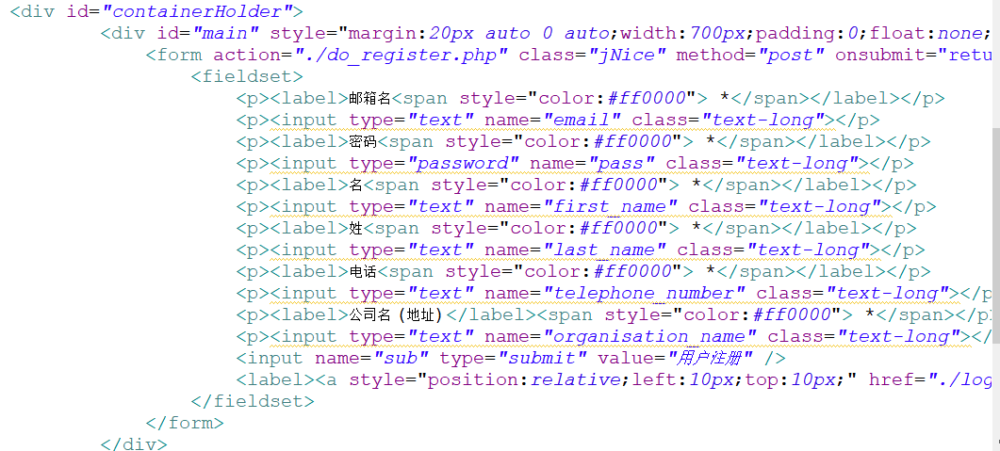 <div id="containerHolder">
<div id="main" style="margin:20px auto 0 auto;width:700px;padding:0;float:none;
<form action="./do_register.php" class="jNice" method="post" onsubmit="retu
<fieldset>
<p><label>邮箱名<span style="color:#ff0000"> *</span></label></p>
<p><input type="text" name="email" class="text-long"></p>
<p><label>密码<span style="color:#ff0000"> *</span></label></p>
<p><input type="password" name="pass" class="text-long"></p>
<p><label>名<span style="color:#ff0000"> *</span></label></p>
<p><input type="text" name="first_name" class="text-long"></p>
<p><label>姓<span style="color:#ff0000"> *</span></label></p>
<p><input type="text" name="last_name" class="text-long"></p>
<p><label>电话<span style="color:#ff0000"> *</span></label></p>
<p><input type="text" name="telephone_number" class="text-long"></p
<p><label>公司名 (地址)</label><span style="color:#ff0000"> *</span></p>
<p><input type="text" name="organisation_name" class="text-long"></
<input name="sub" type="submit" value="用户注册" />
<label><a style="position:relative;left:10px;top:10px;" href="./log
</fieldset>
</form>
</div>